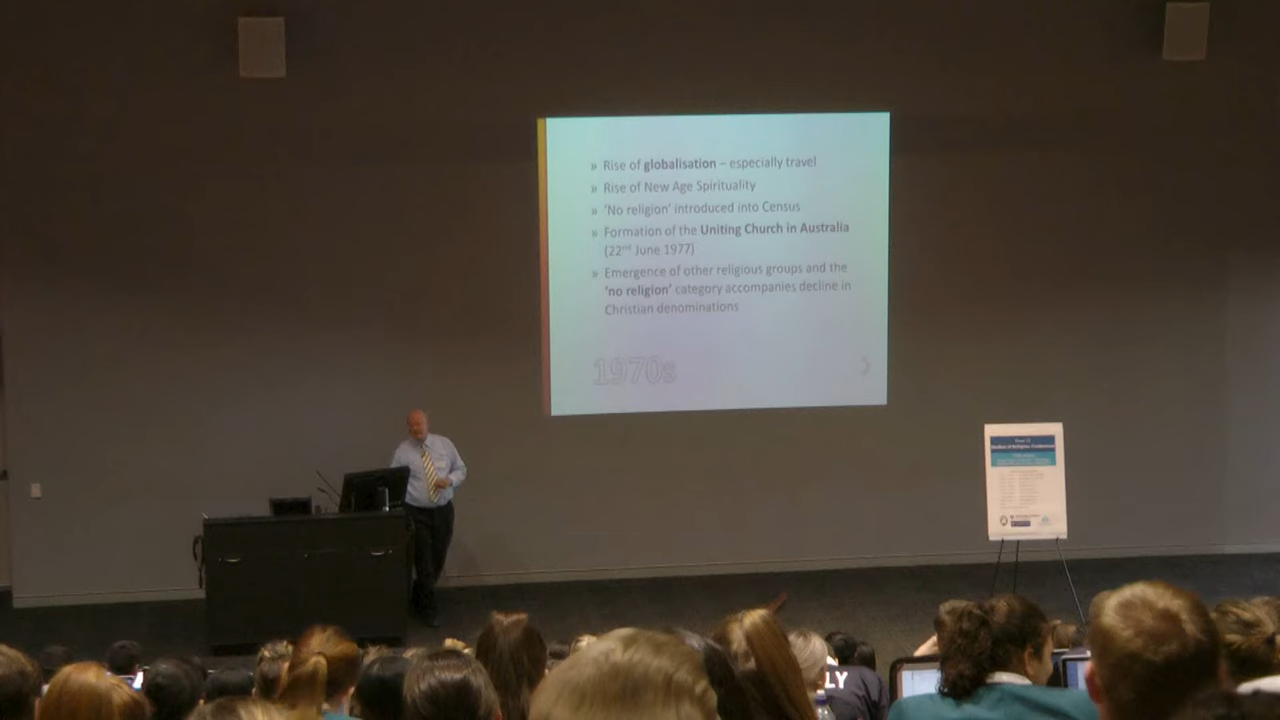 » Rise of globalisation – especially travel
» Rise of New Age Spirituality
» 'No religion' introduced into Census
» Formation of the Uniting Church in Australia
(22nd June 1977)
» Emergence of other religious groups and the
'no religion' category accompanies decline in
Christian denominations
1970s
LY